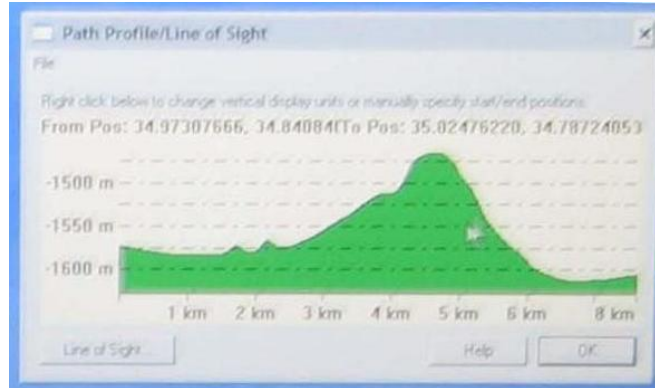 Path Profile/Line of Sight
File
Right click below to change vertical display units or manually specify start/end positions.
From Pos: 34.97307666, 34.84084(To Pos: 35.02476220, 34.78724053
-1500 m
-1550 m
-1600 m
1 km 2 km 3 km 4 km 5 km 6 km 8 km
Line of Sight... Help OK